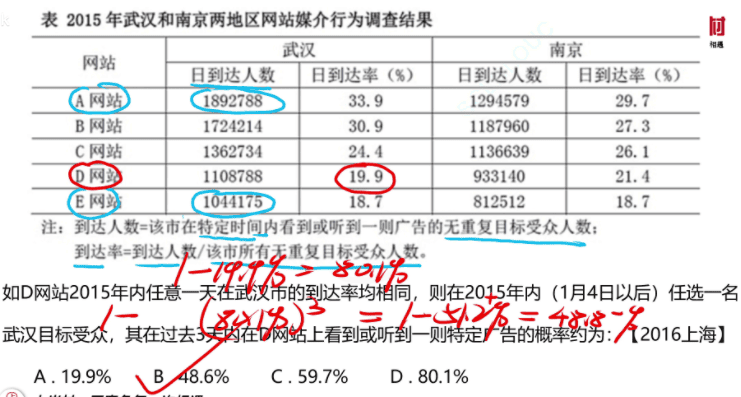 表 2015 年武汉和南京两地区网站媒介行为调查结果
相遇
网站 武汉 南京
日到达人数 日到达率（%） 日到达人数 日到达率（%）
A 网站 1892788 33.9 1294579 29.7
B 网站 1724214 30.9 1187960 27.3
C 网站 1362734 24.4 1136639 26.1
D 网站 1108788 19.9 933140 21.4
E 网站 1044175 18.7 812512 18.7
注：到达人数=该市在特定时间内看到或听到一则广告的无重复目标受众人数；
到达率=到达人数/该市所有无重复目标受众人数。
1-19.9%=80.1%
如D网站2015年内任意一天在武汉市的到达率均相同，则在2015年内（1月4日以后）任选一名
1-(80.1%)³=1-51.2⁺%=48.8⁻%
武汉目标受众，其在过去3天内在D网站上看到或听到一则特定广告的概率约为：【2016上海】
A．19.9% B．48.6% C．59.7% D．80.1%